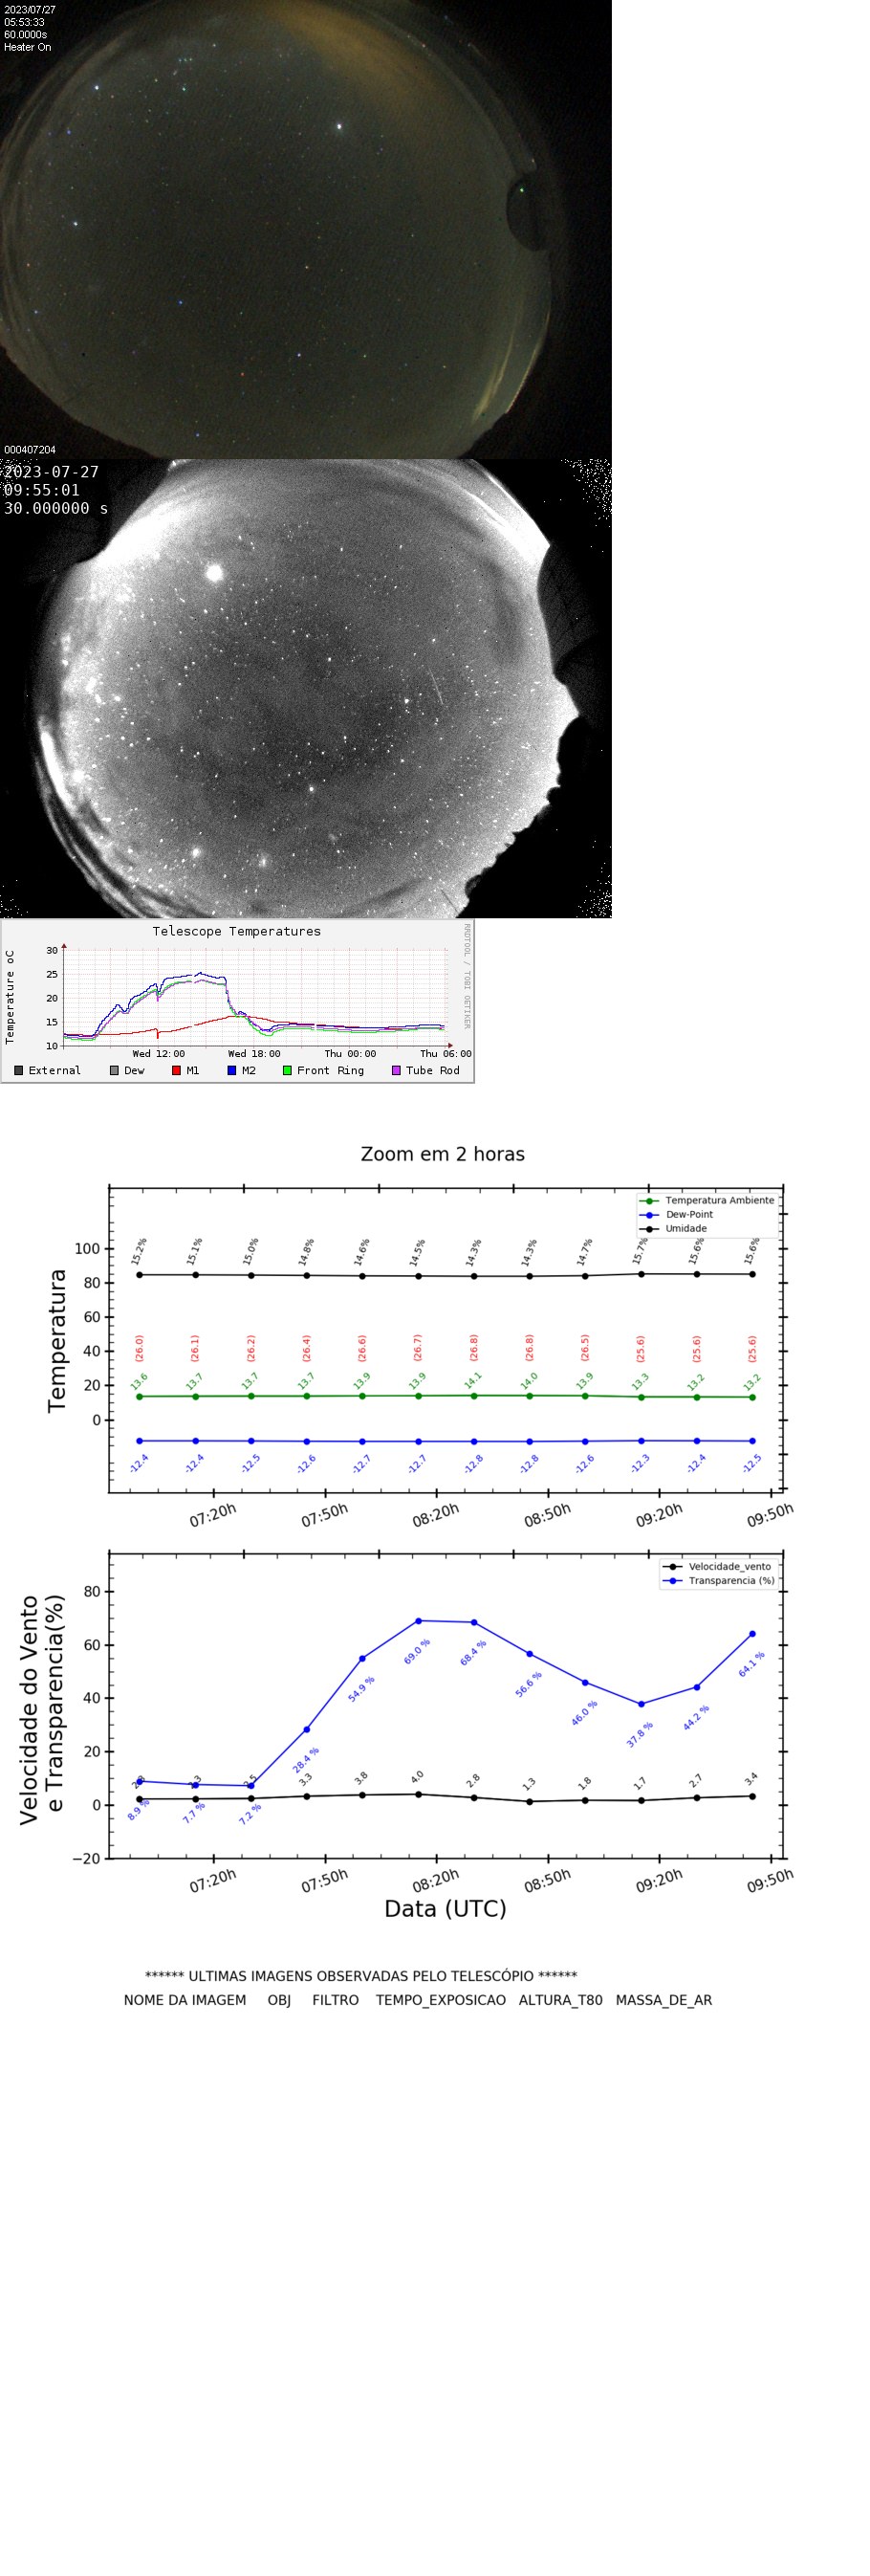 2023/07/27
05:53:33
60.0000s
Heater On
000407204
2023-07-27
09:55:01
30.000000 s
Telescope Temperatures
RRDTOOL / TOBI OETIKER
Temperature oC
30
25
20
15
10
Wed 12:00 Wed 18:00 Thu 00:00 Thu 06:00
External Dew M1 M2 Front Ring Tube Rod
Zoom em 2 horas
Temperatura Ambiente
Dew-Point
Umidade
Temperatura
100
80
60
40
20
0
15.2% 15.1% 15.0% 14.8% 14.6% 14.5% 14.3% 14.3% 14.7% 15.7% 15.6% 15.6%
(26.0) (26.1) (26.2) (26.4) (26.6) (26.7) (26.8) (26.8) (26.5) (25.6) (25.6) (25.6)
13.6 13.7 13.7 13.7 13.9 13.9 14.1 14.0 13.9 13.3 13.2 13.2
-12.4 -12.4 -12.5 -12.6 -12.7 -12.7 -12.8 -12.8 -12.6 -12.3 -12.4 -12.5
07:20h 07:50h 08:20h 08:50h 09:20h 09:50h
Velocidade_vento
Transparencia (%)
Velocidade do Vento
e Transparencia(%)
80
60
40
20
0
−20
3.3 3.8 4.0 2.8 1.3 1.8 1.7 2.7 3.4
8.9 % 7.7 % 7.2 % 28.4 % 54.9 % 69.0 % 68.4 % 56.6 % 46.0 % 37.8 % 44.2 % 64.1 %
07:20h 07:50h 08:20h 08:50h 09:20h 09:50h
Data (UTC)
****** ULTIMAS IMAGENS OBSERVADAS PELO TELESCÓPIO ******
NOME DA IMAGEM OBJ FILTRO TEMPO_EXPOSICAO ALTURA_T80 MASSA_DE_AR